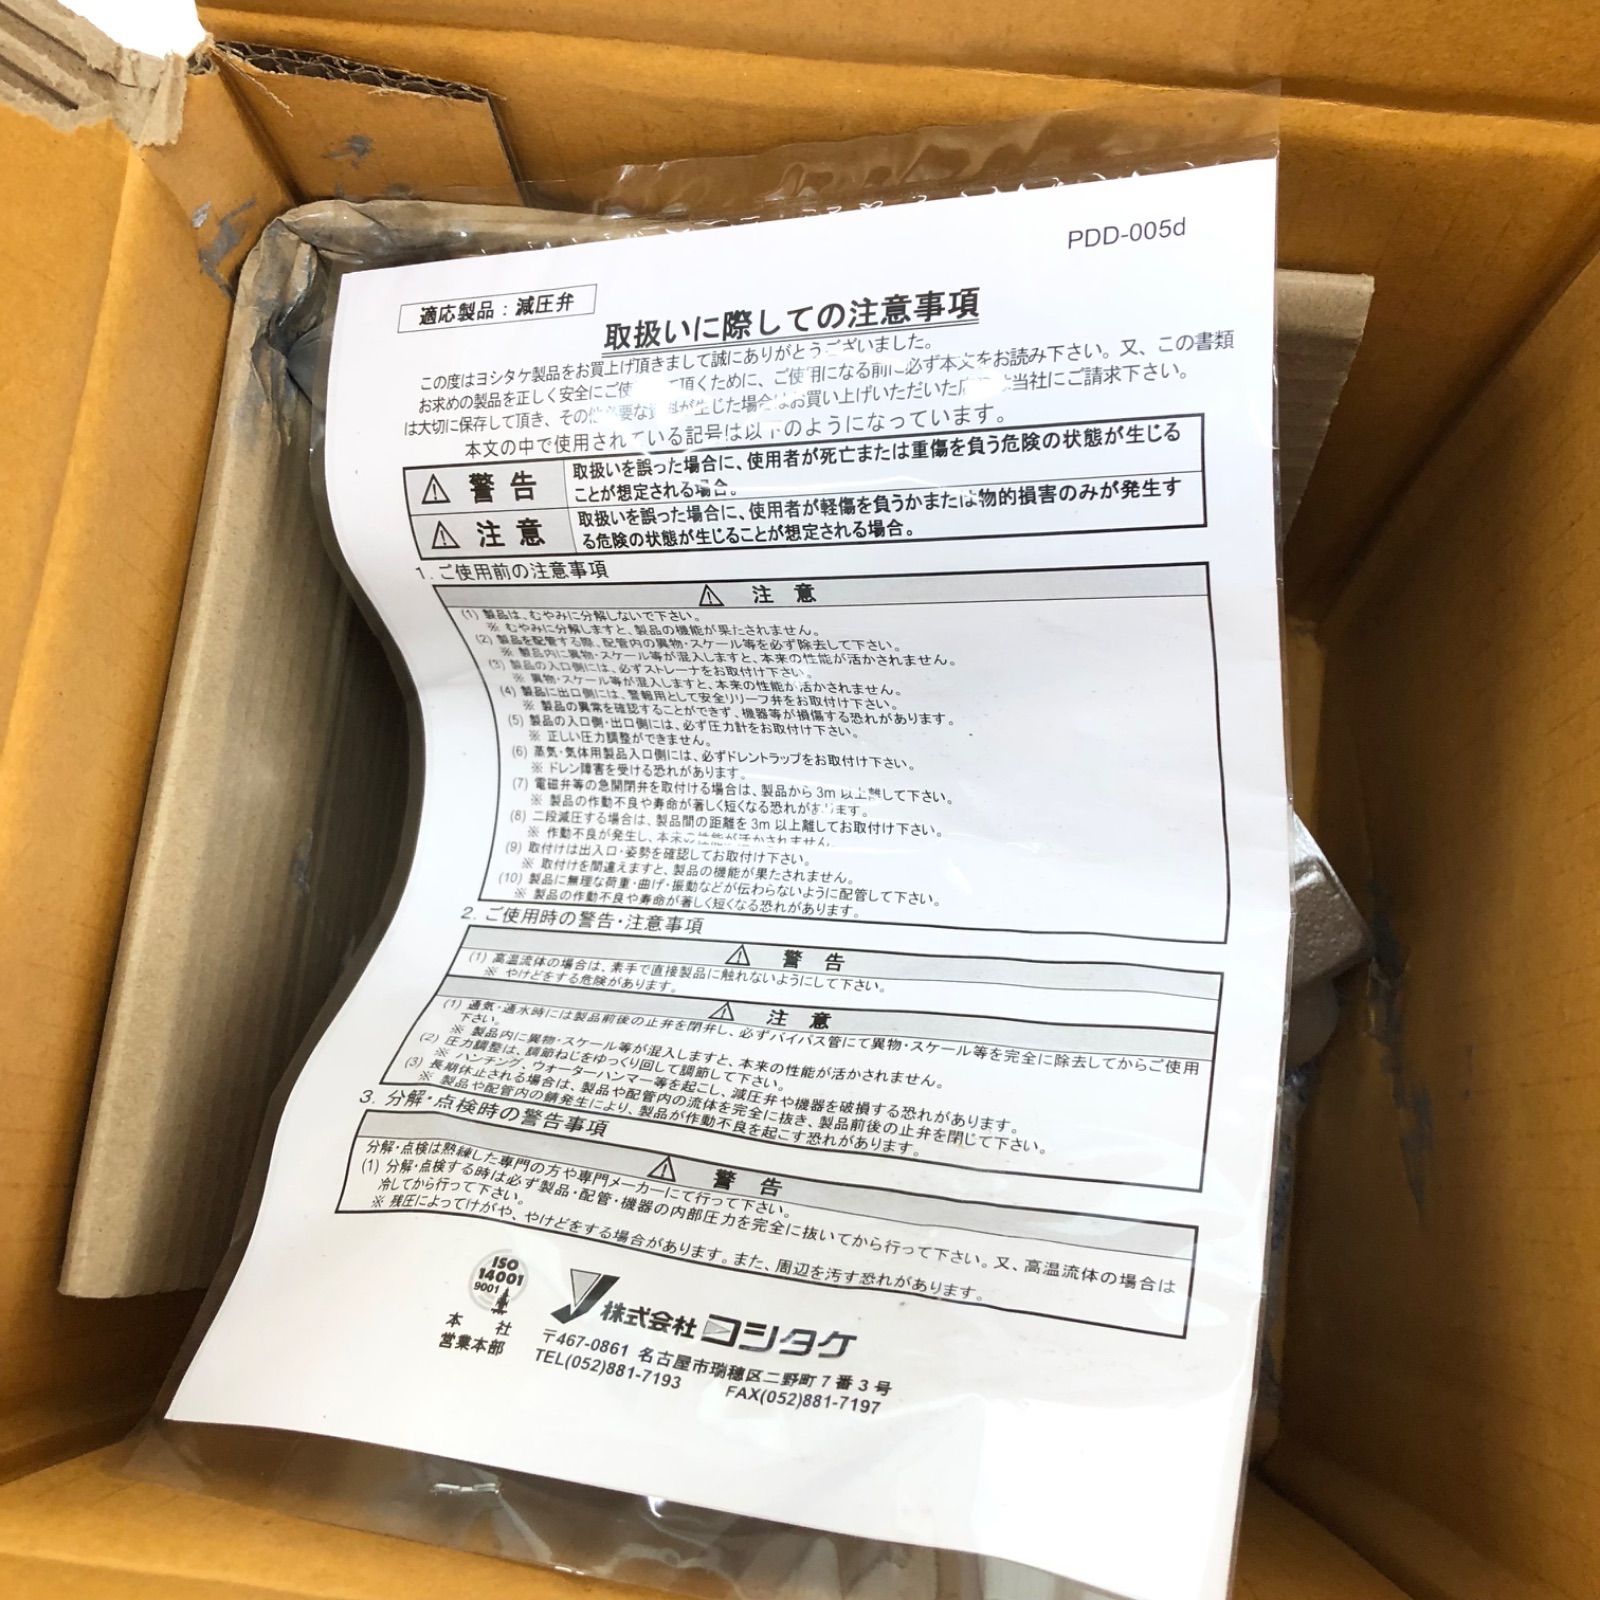 PDD-005d
適応製品：減圧弁
取扱いに際しての注意事項
この度はヨシタケ製品をお買上げ頂きまして誠にありがとうございました。
お求めの製品を正しく安全にご使 頂くために、ご使用になる前に必ず本文をお読み下さい。又、この書類
は大切に保存して頂き、その他必要な が生じた場合はお買い上げいただいた 当社にご請求下さい。
本文の中で使用されている記号は以下のようになっています。
⚠ 警告
取扱いを誤った場合に、使用者が死亡または重傷を負う危険の状態が生じる
ことが想定される場合。
⚠ 注意
取扱いを誤った場合に、使用者が軽傷を負うかまたは物的損害のみが発生す
る危険の状態が生じることが想定される場合。
1. ご使用前の注意事項
⚠ 注意
(1) 製品は、むやみに分解しないで下さい。
※ むやみに分解しますと、製品の機能が果たされません。
(2) 製品を配管する際、配管内の異物・スケール等を必ず除去して下さい。
※ 製品内に異物・スケール等が混入しますと、本来の性能が活かされません。
(3) 製品の入口側には、必ずストレーナをお取付け下さい。
※ 異物・スケール等が混入しますと、本来の性能が活かされません。
(4) 製品に出口側には、警報用として安全リリーフ弁をお取付け下さい。
※ 製品の異常を確認することができず、機器等が損傷する恐れがあります。
(5) 製品の入口側・出口側には、必ず圧力計をお取付け下さい。
※ 正しい圧力調整ができません。
(6) 蒸気・気体用製品入口側には、必ずドレントラップをお取付け下さい。
※ ドレン障害を受ける恐れがあります。
(7) 電磁弁等の急開閉弁を取付ける場合は、製品から3m以上離して下さい。
※ 製品の作動不良や寿命が著しく短くなる恐れがあります。
(8) 二段減圧する場合は、製品間の距離を3m以上離してお取付け下さい。
※ 作動不良が発生し、本来の性能が活かされません。
(9) 取付けは出入口・姿勢を確認してお取付け下さい。
※ 取付けを間違えますと、製品の機能が果たされません。
(10) 製品に無理な荷重・曲げ・振動などが伝わらないように配管して下さい。
※ 製品の作動不良や寿命が著しく短くなる恐れがあります。
2. ご使用時の警告・注意事項
⚠ 警告
(1) 高温流体の場合は、素手で直接製品に触れないようにして下さい。
※ やけどをする危険があります。
⚠ 注意
(1) 通気・通水時には製品前後の止弁を閉弁し、必ずバイパス管にて異物・スケール等を完全に除去してからご使用
下さい。
※ 製品内に異物・スケール等が混入しますと、本来の性能が活かされません。
(2) 圧力調整は、調節ねじをゆっくり回して調節して下さい。
※ ハンチング、ウォーターハンマー等を起こし、減圧弁や機器を破損する恐れがあります。
(3) 長期休止される場合は、製品や配管内の流体を完全に抜き、製品前後の止弁を閉じて下さい。
※ 製品や配管内の錆発生により、製品が作動不良を起こす恐れがあります。
3. 分解・点検時の警告事項
⚠ 警告
分解・点検は熟練した専門の方や専門メーカーにて行って下さい。
(1) 分解・点検する時は必ず製品・配管・機器の内部圧力を完全に抜いてから行って下さい。又、高温流体の場合は
冷してから行って下さい。
※ 残圧によってけがや、やけどをする場合があります。また、周辺を汚す恐れがあります。
ISO
14001
9001
株式会社 ヨシタケ
本社
営業本部
〒467-0861 名古屋市瑞穂区二野町7番3号
TEL(052)881-7193 FAX(052)881-7197